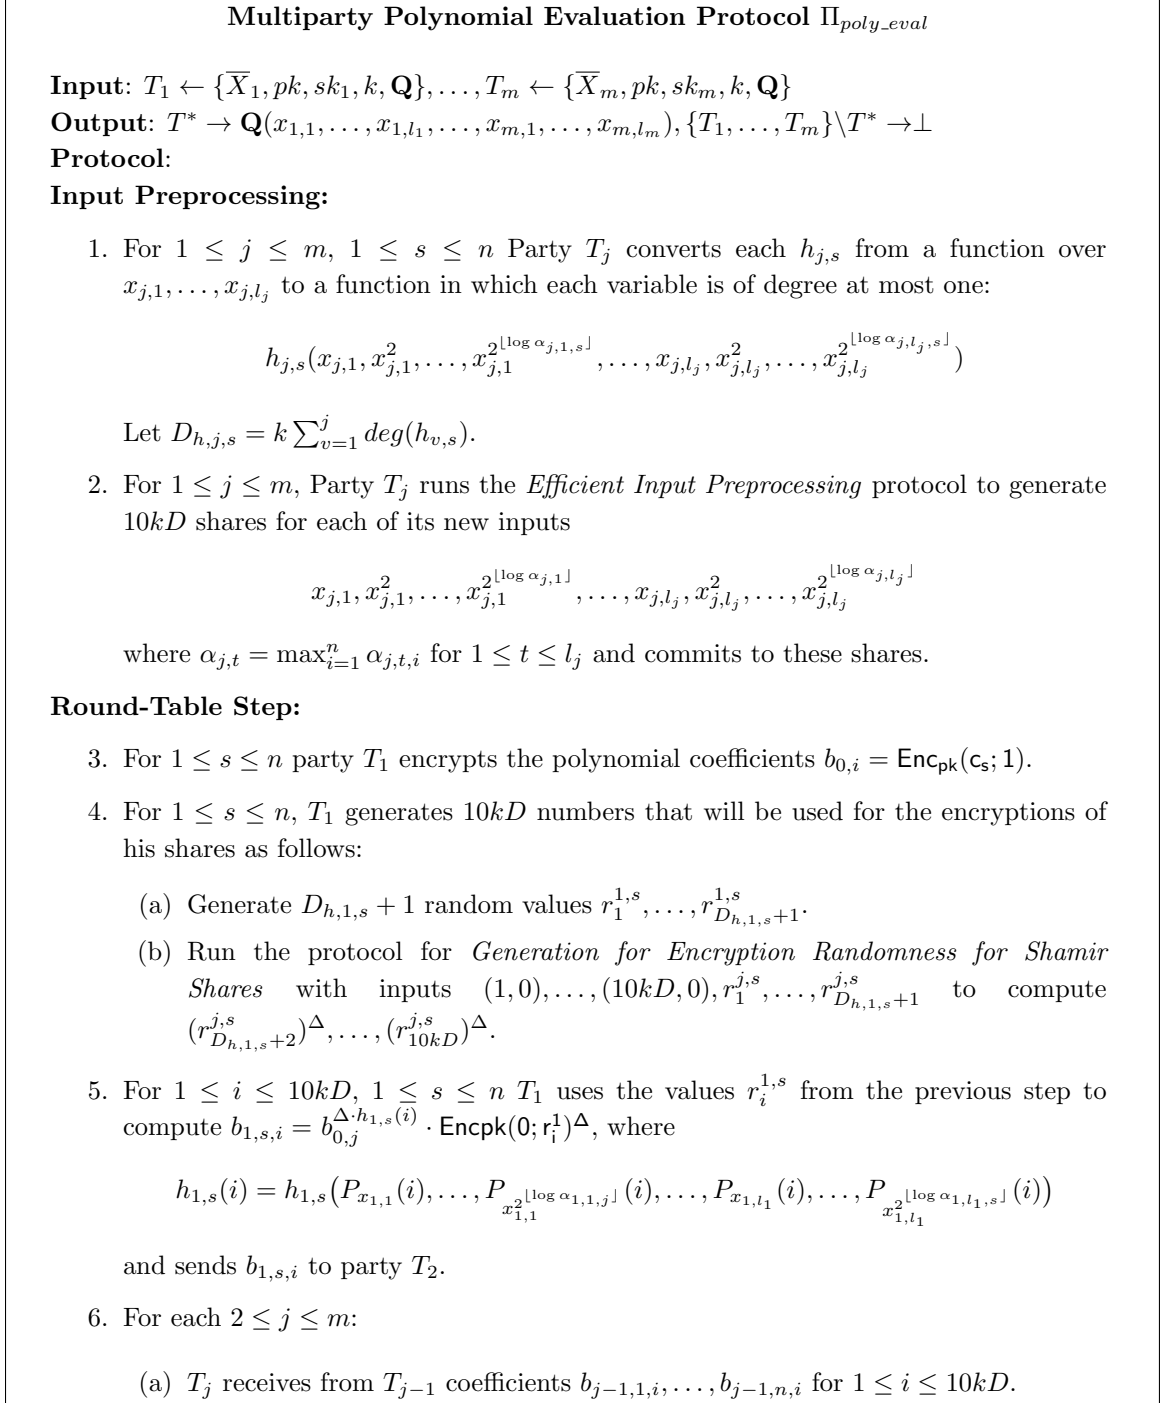 Multiparty Polynomial Evaluation Protocol Π_{poly_eval}
Input: T_1 ← {X̅_1, pk, sk_1, k, Q}, . . . , T_m ← {X̅_m, pk, sk_m, k, Q}
Output: T^* → Q(x_{1,1}, . . . , x_{1,l_1}, . . . , x_{m,1}, . . . , x_{m,l_m}), {T_1, . . . , T_m}\T^* →⊥
Protocol:
Input Preprocessing:
1. For 1 ≤ j ≤ m, 1 ≤ s ≤ n Party T_j converts each h_{j,s} from a function over
x_{j,1}, . . . , x_{j,l_j} to a function in which each variable is of degree at most one:
h_{j,s}(x_{j,1}, x_{j,1}^2, . . . , x_{j,1}^{2^{⌊log α_{j,1,s}⌋}}, . . . , x_{j,l_j}, x_{j,l_j}^2, . . . , x_{j,l_j}^{2^{⌊log α_{j,l_j,s}⌋}})
Let D_{h,j,s} = k ∑_{v=1}^{j} deg(h_{v,s}).
2. For 1 ≤ j ≤ m, Party T_j runs the Efficient Input Preprocessing protocol to generate
10kD shares for each of its new inputs
x_{j,1}, x_{j,1}^2, . . . , x_{j,1}^{2^{⌊log α_{j,1}⌋}}, . . . , x_{j,l_j}, x_{j,l_j}^2, . . . , x_{j,l_j}^{2^{⌊log α_{j,l_j}⌋}}
where α_{j,t} = max_{i=1}^{n} α_{j,t,i} for 1 ≤ t ≤ l_j and commits to these shares.
Round-Table Step:
3. For 1 ≤ s ≤ n party T_1 encrypts the polynomial coefficients b_{0,i} = Enc_{pk}(c_s; 1).
4. For 1 ≤ s ≤ n, T_1 generates 10kD numbers that will be used for the encryptions of
his shares as follows:
(a) Generate D_{h,1,s} + 1 random values r_1^{1,s}, . . . , r_{D_{h,1,s}+1}^{1,s}.
(b) Run the protocol for Generation for Encryption Randomness for Shamir
Shares with inputs (1, 0), . . . , (10kD, 0), r_1^{j,s}, . . . , r_{D_{h,1,s}+1}^{j,s} to compute
(r_{D_{h,1,s}+2}^{j,s})^Δ, . . . , (r_{10kD}^{j,s})^Δ.
5. For 1 ≤ i ≤ 10kD, 1 ≤ s ≤ n T_1 uses the values r_i^{1,s} from the previous step to
compute b_{1,s,i} = b_{0,j}^{Δ·h_{1,s}(i)} · Encpk(0; r_i^1)^Δ, where
h_{1,s}(i) = h_{1,s}(P_{x_{1,1}}(i), . . . , P_{x_{1,1}^{2^{⌊log α_{1,1,j}⌋}}}(i), . . . , P_{x_{1,l_1}}(i), . . . , P_{x_{1,l_1}^{2^{⌊log α_{1,l_1,s}⌋}}}(i))
and sends b_{1,s,i} to party T_2.
6. For each 2 ≤ j ≤ m:
(a) T_j receives from T_{j−1} coefficients b_{j−1,1,i}, . . . , b_{j−1,n,i} for 1 ≤ i ≤ 10kD.